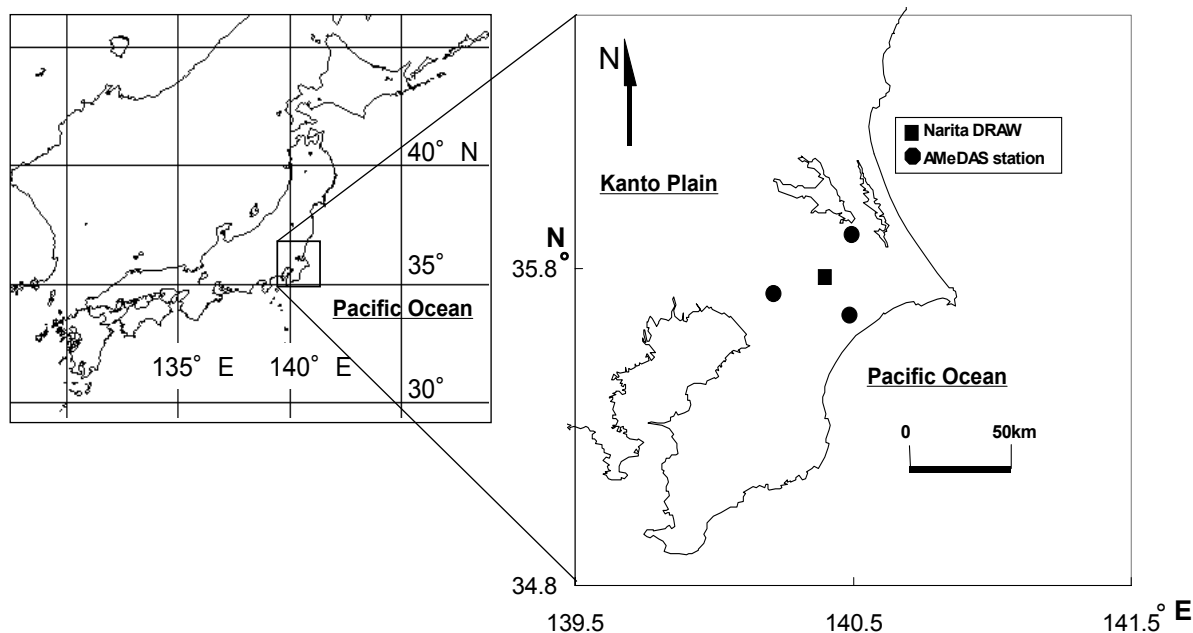 40° N
35°
Pacific Ocean
135° E 140° E
30°
N
Narita DRAW
AMeDAS station
Kanto Plain
N
35.8°
Pacific Ocean
0 50km
34.8
139.5 140.5 141.5° E